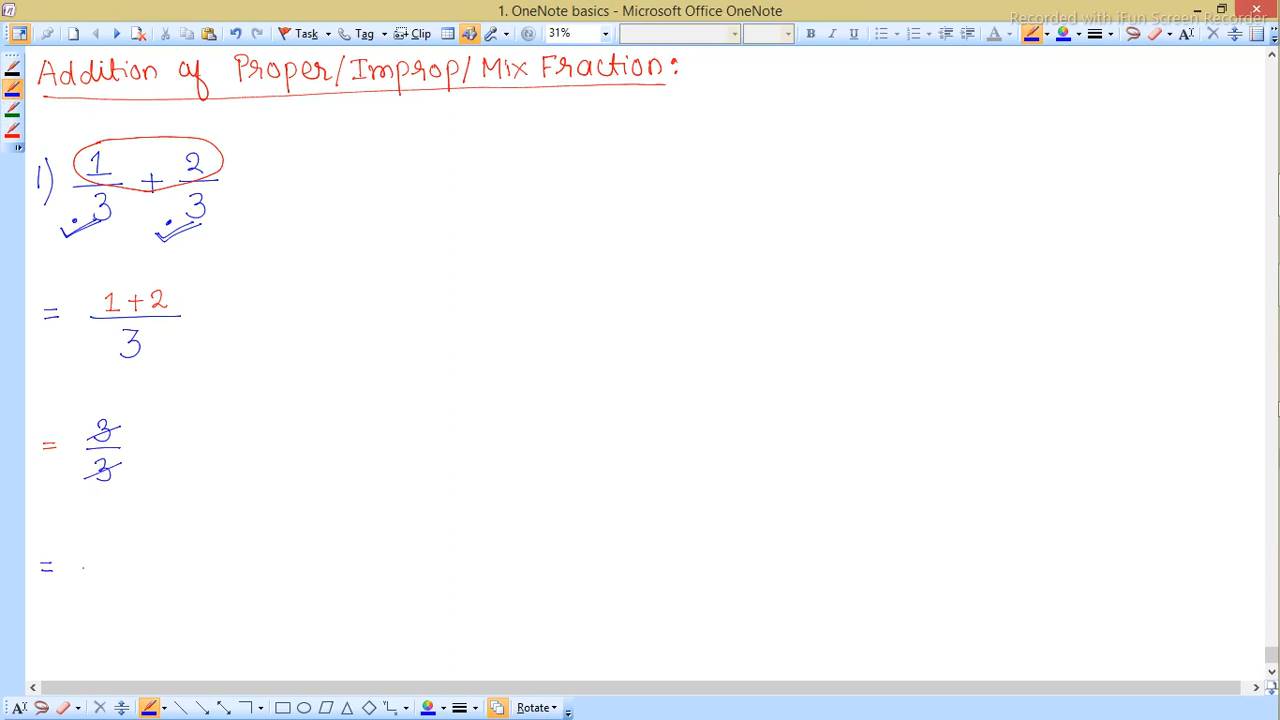 1. OneNote basics - Microsoft Office OneNote
Recorded with iFun Screen Recorder
Task Tag Clip 31% B I U A
Addition of Proper/Improp/Mix Fraction:
1) 1/3 + 2/3
= 1+2/3
= 3/3
=
Rotate